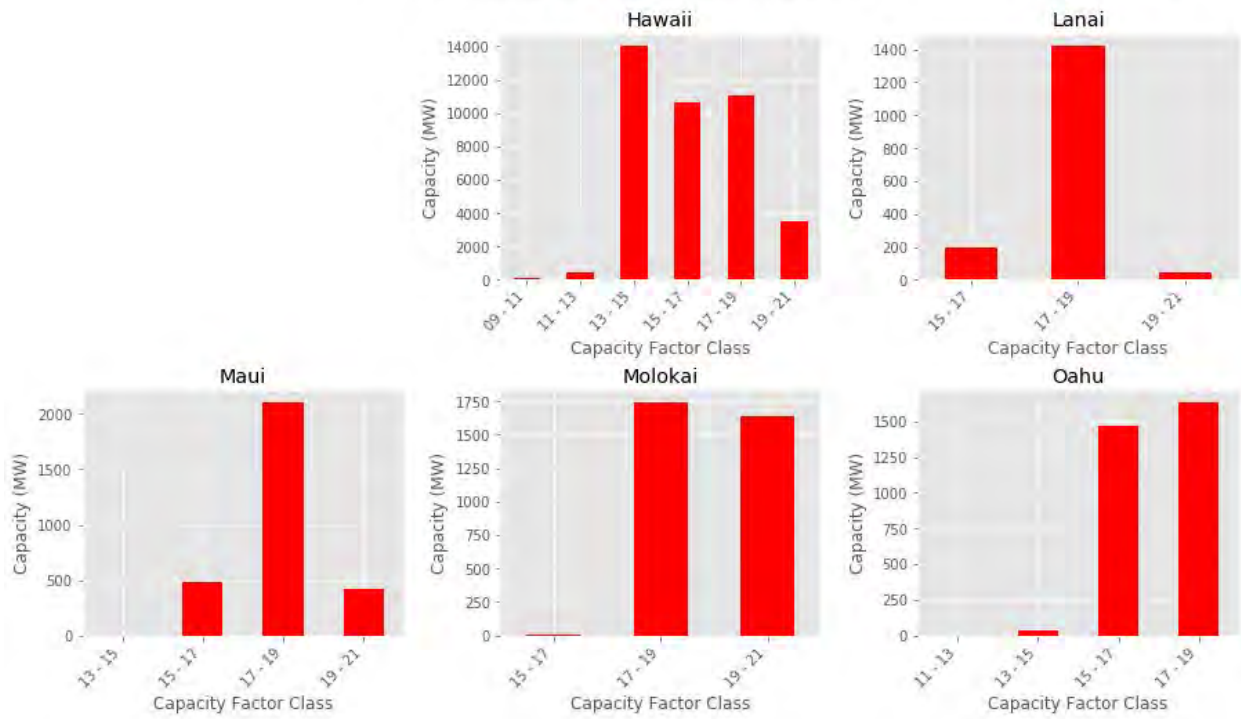 Hawaii
Capacity (MW)
14000
12000
10000
8000
6000
4000
2000
0
09 - 11
11 - 13
13 - 15
15 - 17
17 - 19
19 - 21
Capacity Factor Class
Lanai
Capacity (MW)
1400
1200
1000
800
600
400
200
0
15 - 17
17 - 19
19 - 21
Capacity Factor Class
Maui
Capacity (MW)
2000
1500
1000
500
0
13 - 15
15 - 17
17 - 19
19 - 21
Capacity Factor Class
Molokai
Capacity (MW)
1750
1500
1250
1000
750
500
250
0
15 - 17
17 - 19
19 - 21
Capacity Factor Class
Oahu
Capacity (MW)
1500
1250
1000
750
500
250
0
11 - 13
13 - 15
15 - 17
17 - 19
Capacity Factor Class